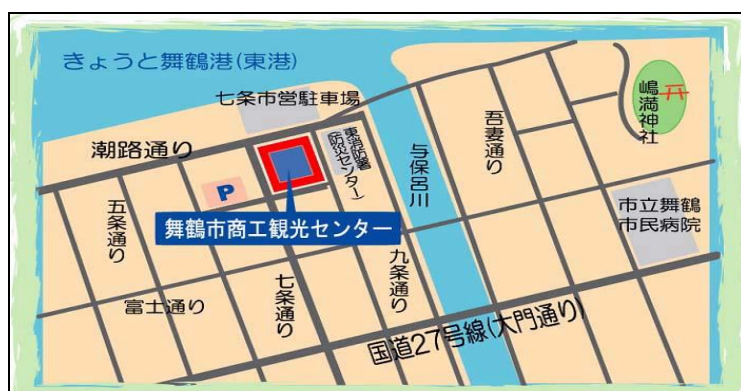 きょうと舞鶴港(東港)
七条市営駐車場
潮路通り
東消防署
(防災センター)
与保呂川
吾妻通り
嶋満神社
P
舞鶴市商工観光センター
市立舞鶴
市民病院
五条通り
富士通り
七条通り
九条通り
国道27号線(大門通り)